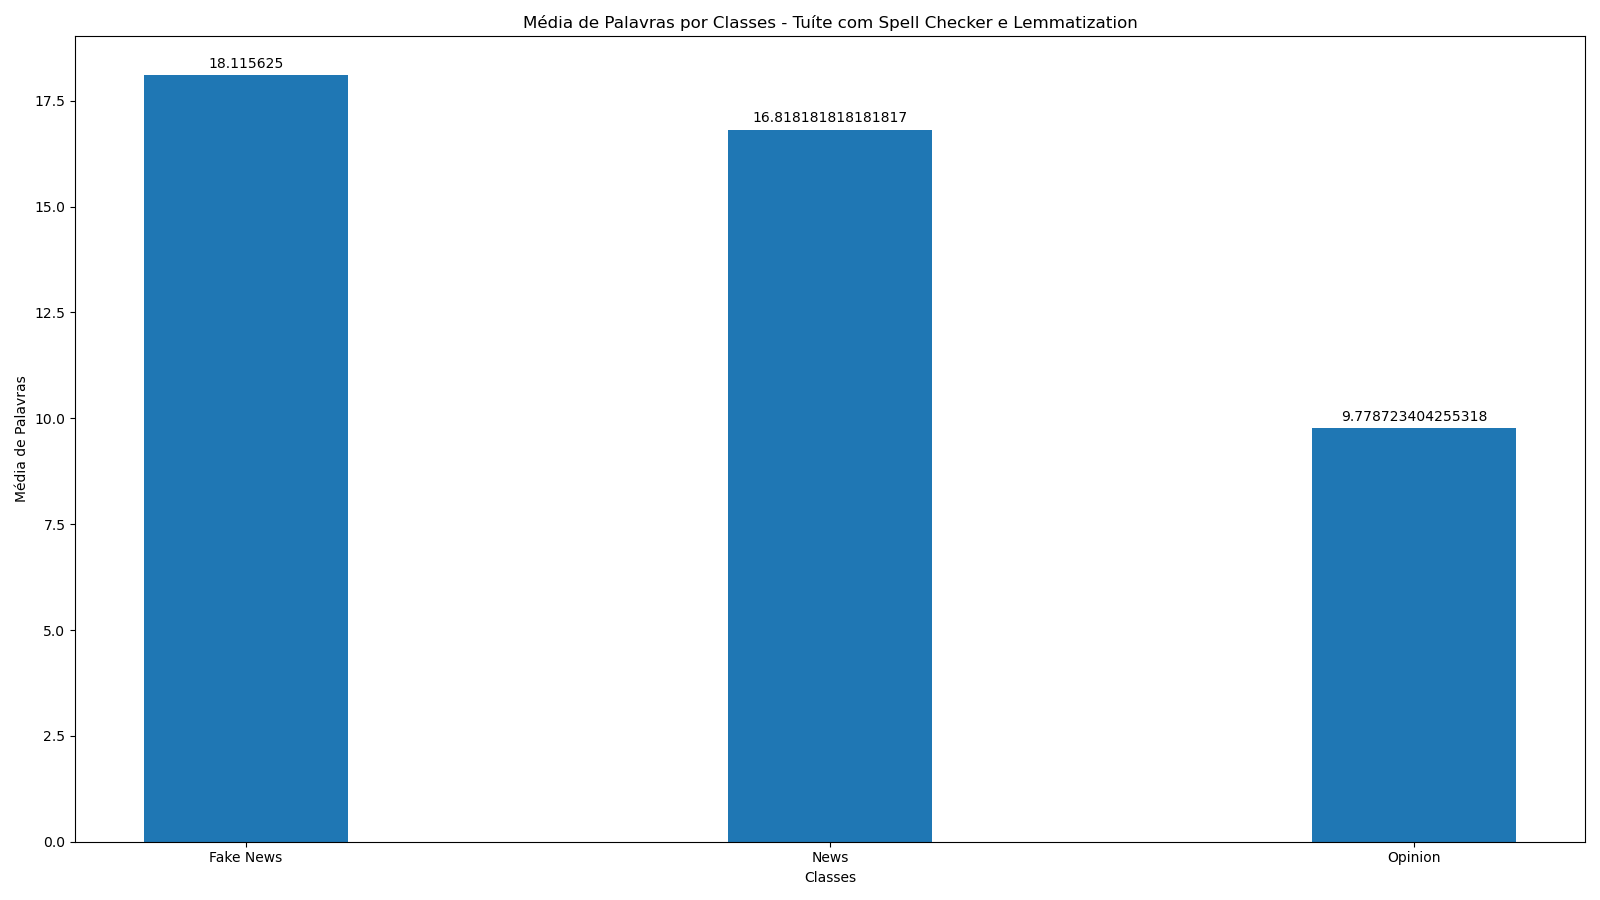 Média de Palavras por Classes - Tuíte com Spell Checker e Lemmatization
18.115625
16.818181818181817
9.778723404255318
17.5
15.0
12.5
10.0
7.5
5.0
2.5
0.0
Média de Palavras
Fake News
News
Opinion
Classes